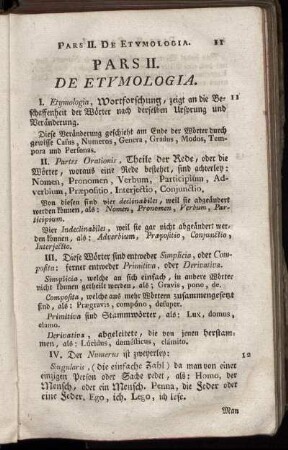 PARS II. DE ETYMOLOGIA. 11
PARS II.
DE ETYMOLOGIA.
I. Etymologia, Wortforschung, zeigt an die Be- 11
schaffenheit der Wörter nach derselben Ursprung und
Veränderung.
Diese Veränderung geschieht am Ende der Wörter durch
gewisse Casus, Numeros, Genera, Gradus, Modos, Tem-
pora und Personas.
II. Partes Orationis, Theile der Rede, oder die
Wörter, woraus eine Rede bestehet, sind achterley:
Nomen, Pronomen, Verbum, Participium, Ad-
verbium, Præpositio, Interjectio, Conjunctio.
Von diesen sind vier declinabiles, weil sie abgeändert
werden können, als: Nomen, Pronomen, Verbum, Par-
ticipium.
Vier Indeclinabiles, weil sie gar nicht abgeändert wer-
den können, als: Adverbium, Præpositio, Conjunctio,
Interjectio.
III. Diese Wörter sind entweder Simplicia, oder Com-
posita: ferner entweder Primitiva, oder Derivativa.
Simplicia, welche an sich einfach, in andere Wörter
nicht können getheilt werden, als: Gravis, pono, de.
Composita, welche aus mehr Wörtern zusammengesetzt
sind, als: Prægravis, compóno, désuper.
Primitiva sind Stammwörter, als: Lux, domus,
clamo.
Derivativa, abgeleitete, die von jenen herstam-
men, als: Lúcidus, doméſticus, clámito.
IV. Der Numerus ist zweyerley: 12
Singularis, (die einfache Zahl) da man von einer
einzigen Person oder Sache redet, als: Homo, der
Mensch, oder ein Mensch. Penna, die Feder oder
eine Feder. Ego, ich. Lego, ich lese.
Man